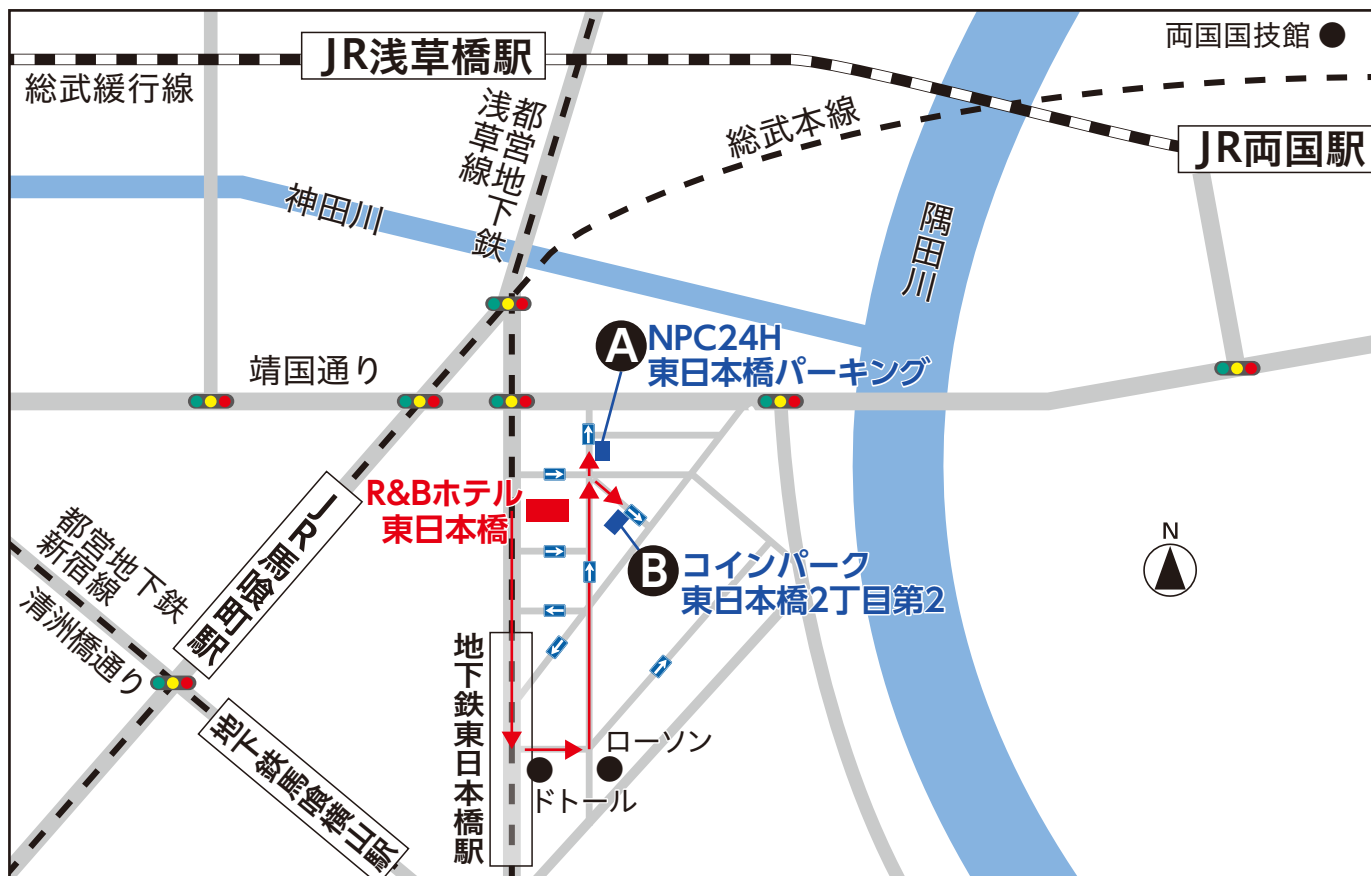 両国国技館
JR浅草橋駅
総武緩行線
都営地下鉄
浅草線
総武本線
JR両国駅
神田川
隅田川
A
NPC24H
東日本橋パーキング
靖国通り
R&Bホテル
東日本橋
N
B
コインパーク
東日本橋2丁目第2
JR馬喰町駅
都営地下鉄
新宿線
清洲橋通り
地下鉄東日本橋駅
地下鉄馬喰横山駅
ローソン
ドトール